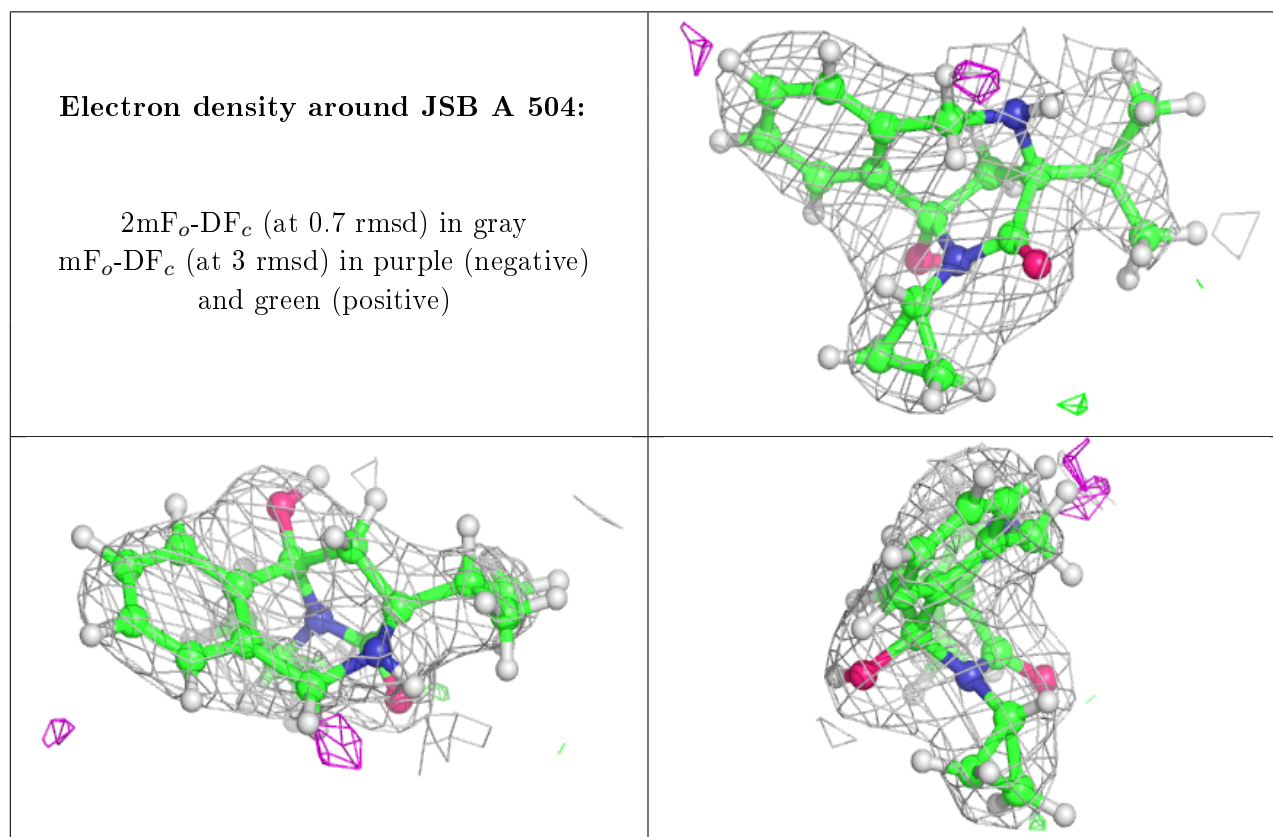 Electron density around JSB A 504:
2mFo-DFc (at 0.7 rmsd) in gray
mFo-DFc (at 3 rmsd) in purple (negative)
and green (positive)